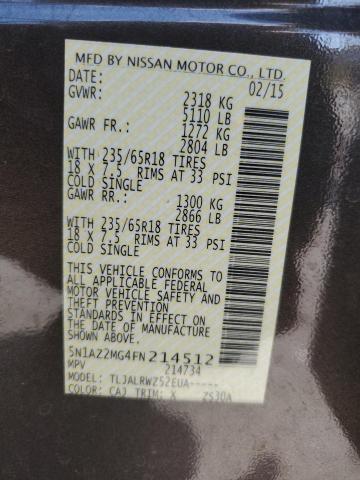 MFD BY NISSAN MOTOR CO., LTD.
DATE: 02/15
GVWR: 2318 KG
5110 LB
GAWR FR.: 1272 KG
2804 LB
WITH 235/65R18 TIRES
18 X 7.5 RIMS AT 33 PSI
COLD SINGLE
GAWR RR.: 1300 KG
2866 LB
WITH 235/65R18 TIRES
18 X 7.5 RIMS AT 33 PSI
COLD SINGLE
THIS VEHICLE CONFORMS TO
ALL APPLICABLE FEDERAL
MOTOR VEHICLE SAFETY AND
THEFT PREVENTION
STANDARDS IN EFFECT ON
THE DATE OF MANUFACTURE
SHOWN ABOVE.
5N1AZ2MG4FN214512
MPV 214734
MODEL: TLJALRWZ52EUA-----
COLOR: CAJ TRIM: X ZS30A